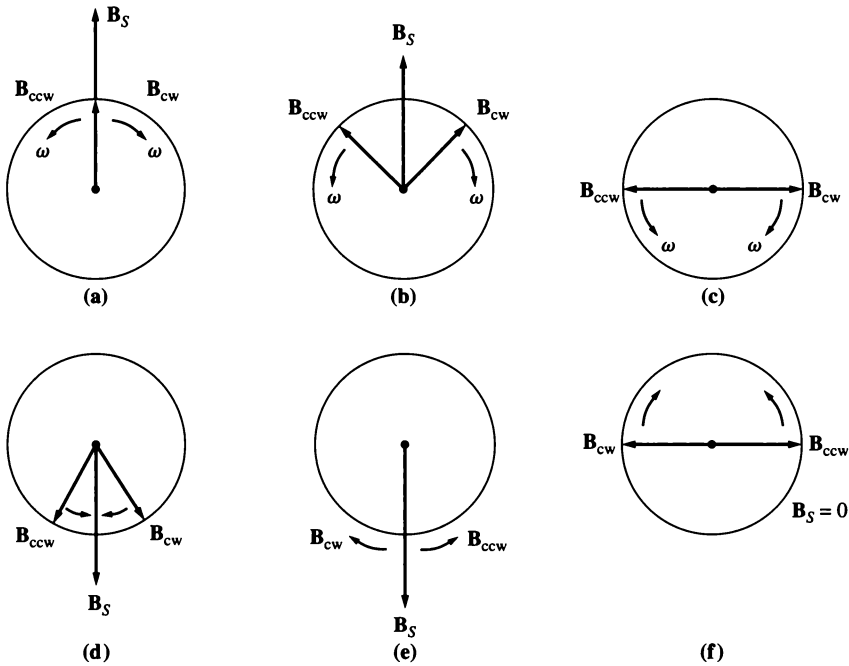 B_S
B_ccw B_cw
ω ω
(a)
B_S
B_ccw B_cw
ω ω
(b)
B_ccw B_cw
ω ω
(c)
B_ccw B_cw
B_S
(d)
B_cw B_ccw
B_S
(e)
B_cw B_ccw
B_S = 0
(f)